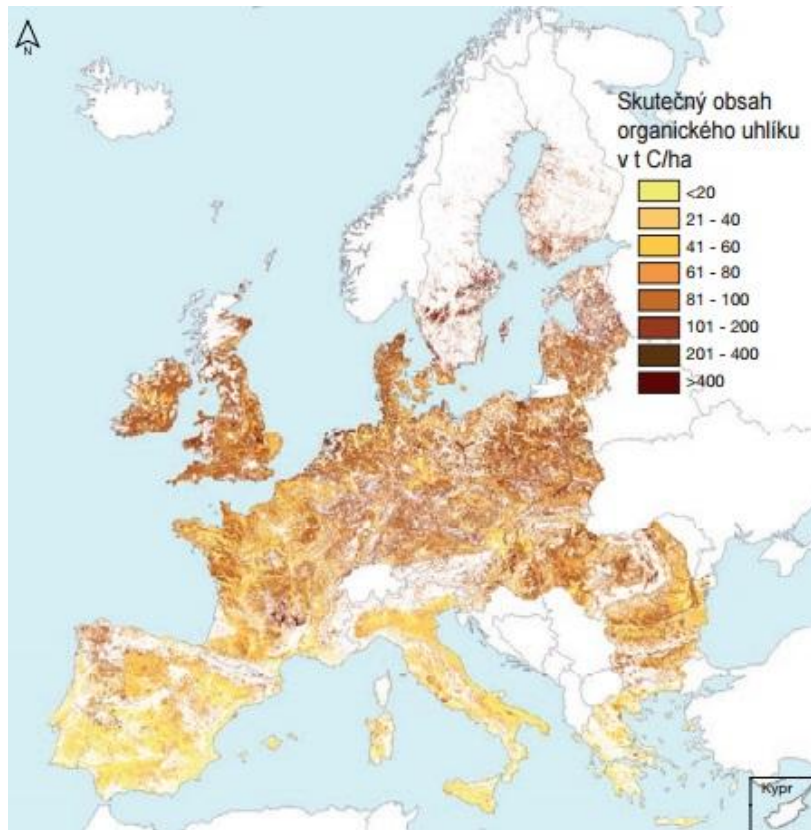 N
Skutečný obsah
organického uhlíku
v t C/ha
<20
21 - 40
41 - 60
61 - 80
81 - 100
101 - 200
201 - 400
>400
Kypr